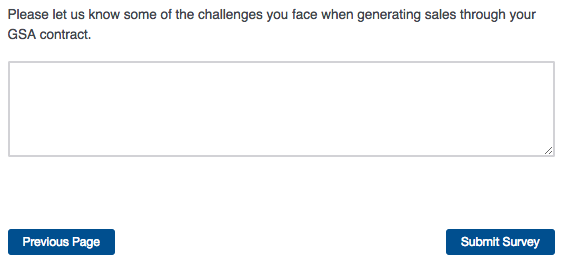 Please let us know some of the challenges you face when generating sales through your
GSA contract.
Previous Page
Submit Survey